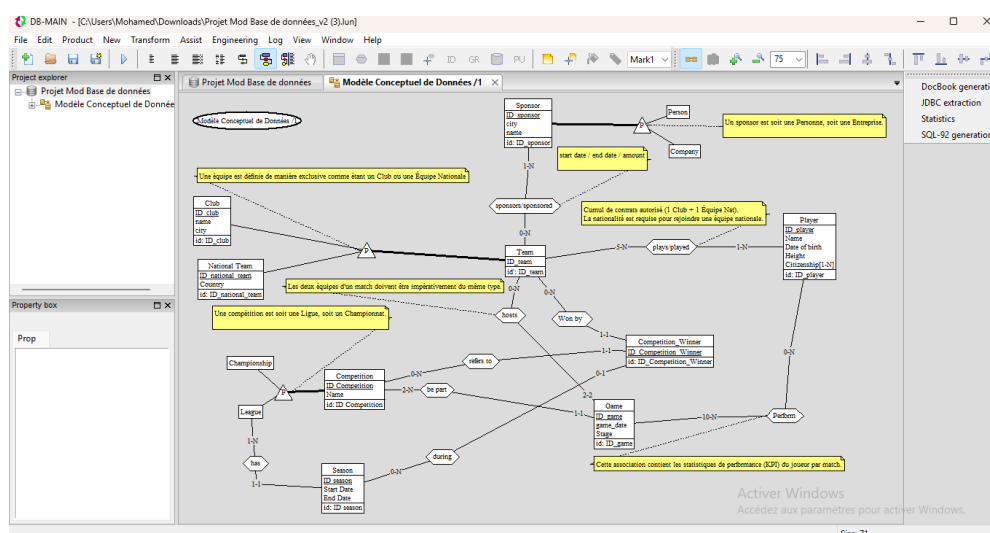 DB-MAIN - [C:\Users\Mohamed\Downloads\Projet Mod Base de données_v2 (3).lun]
File Edit Product New Transform Assist Engineering Log View Window Help
ID GR PU Mark1 75
Project explorer
Projet Mod Base de données
Modèle Conceptuel de Donnée
Property box
Prop
Projet Mod Base de données
Modèle Conceptuel de Données /1
DocBook generati
JDBC extraction
Statistics
SQL-92 generation
Modèle Conceptuel de Données /1
Sponsor
ID_sponsor
city
name
id: ID_sponsor
P
Person
Company
Un sponsor est soit une Personne, soit une Entreprise.
start date / end date / amount
1-N
sponsors/sponsored
0-N
Une équipe est définie de manière exclusive comme étant un Club ou une Équipe Nationale
Cumul de contrats autorisé (1 Club + 1 Équipe Nat).
La nationalité est requise pour rejoindre une équipe nationale.
Club
ID_club
name
city
id: ID_club
P
National Team
ID_national_team
Country
id: ID_national_team
Team
ID_team
id': ID_team
5-N
plays/played
1-N
Player
ID_player
Name
Date of birth
Height
Citizenship[1-N]
id: ID_player
Les deux équipes d'un match doivent être impérativement du même type.
0-N
0-N
hosts
Won by
Une compétition est soit une Ligue, soit un Championnat.
1-1
Competition_Winner
ID_Competition_Winner
id: ID_Competition_Winner
1-1
refers to
0-N
0-1
0-N
Championship
P
League
Competition
ID_Competition
Name
id: ID Competition
2-N
be part
2-2
1-1
Game
ID_game
game_date
Stage
id: ID_game
10-N
Perform
1-N
has
1-1
Season
ID_season
Start Date
End Date
id: ID season
0-N
during
Cette association contient les statistiques de performance (KPI) du joueur par match.
Activer Windows
Accédez aux paramètres pour activer Windows.